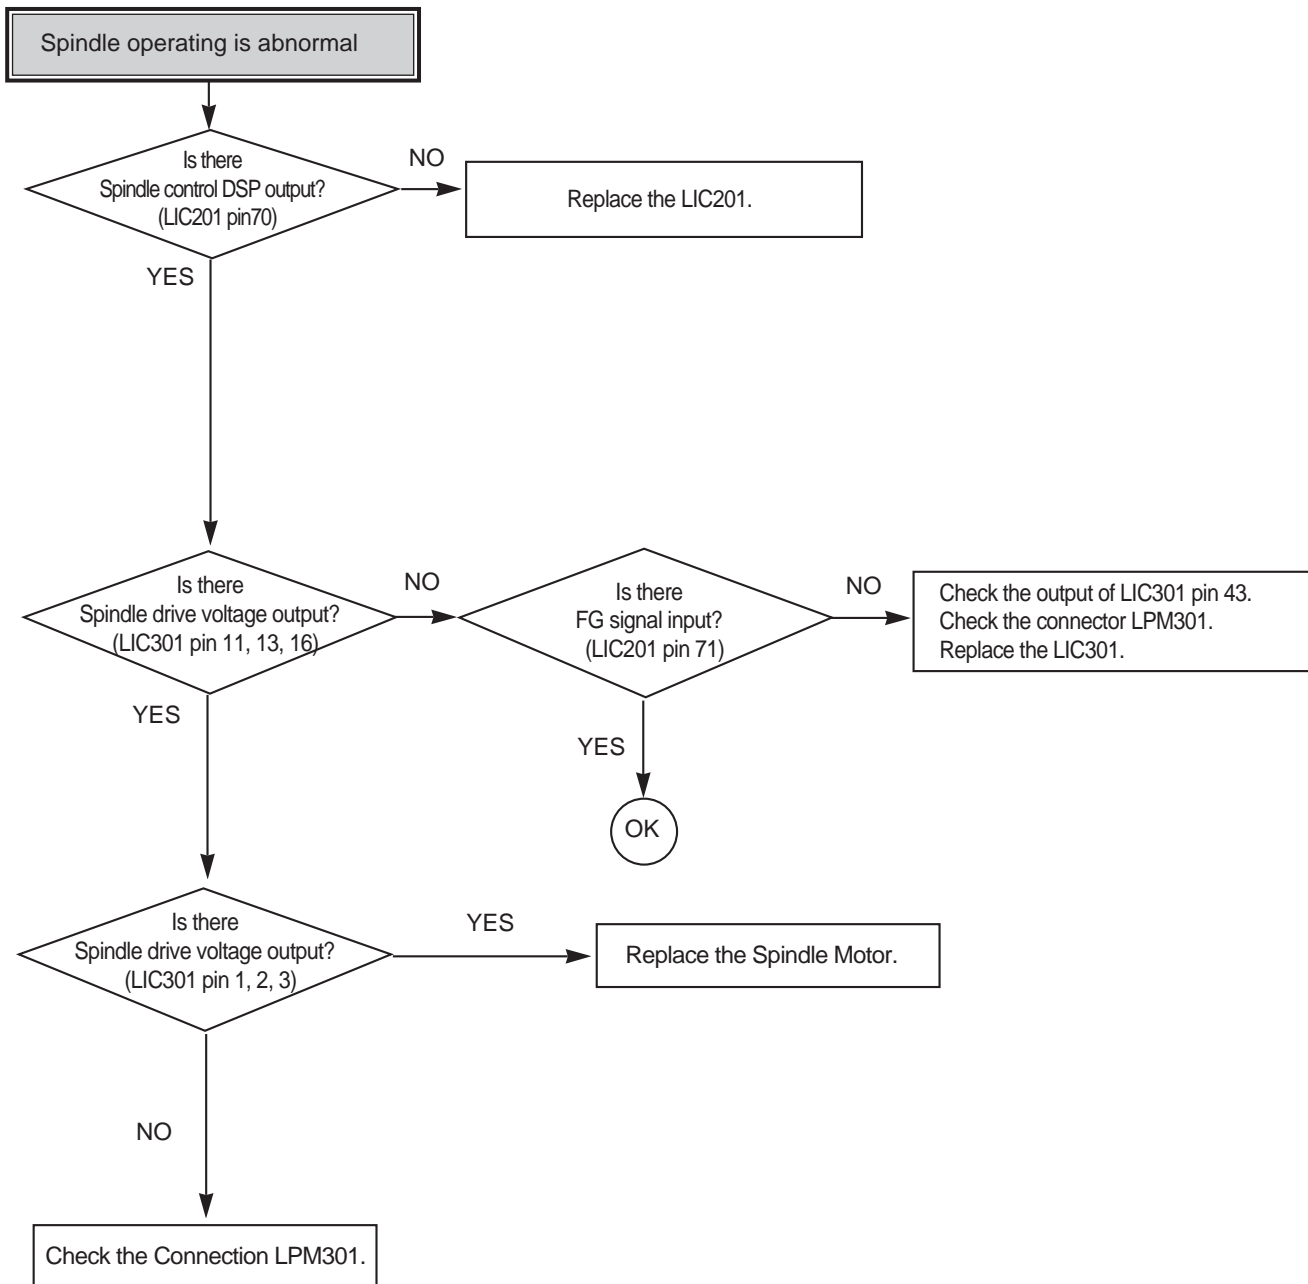 Spindle operating is abnormal
Is there
Spindle control DSP output?
(LIC201 pin70)
NO
Replace the LIC201.
YES
Is there
Spindle drive voltage output?
(LIC301 pin 11, 13, 16)
NO
Is there
FG signal input?
(LIC201 pin 71)
NO
Check the output of LIC301 pin 43.
Check the connector LPM301.
Replace the LIC301.
YES
YES
OK
Is there
Spindle drive voltage output?
(LIC301 pin 1, 2, 3)
YES
Replace the Spindle Motor.
NO
Check the Connection LPM301.